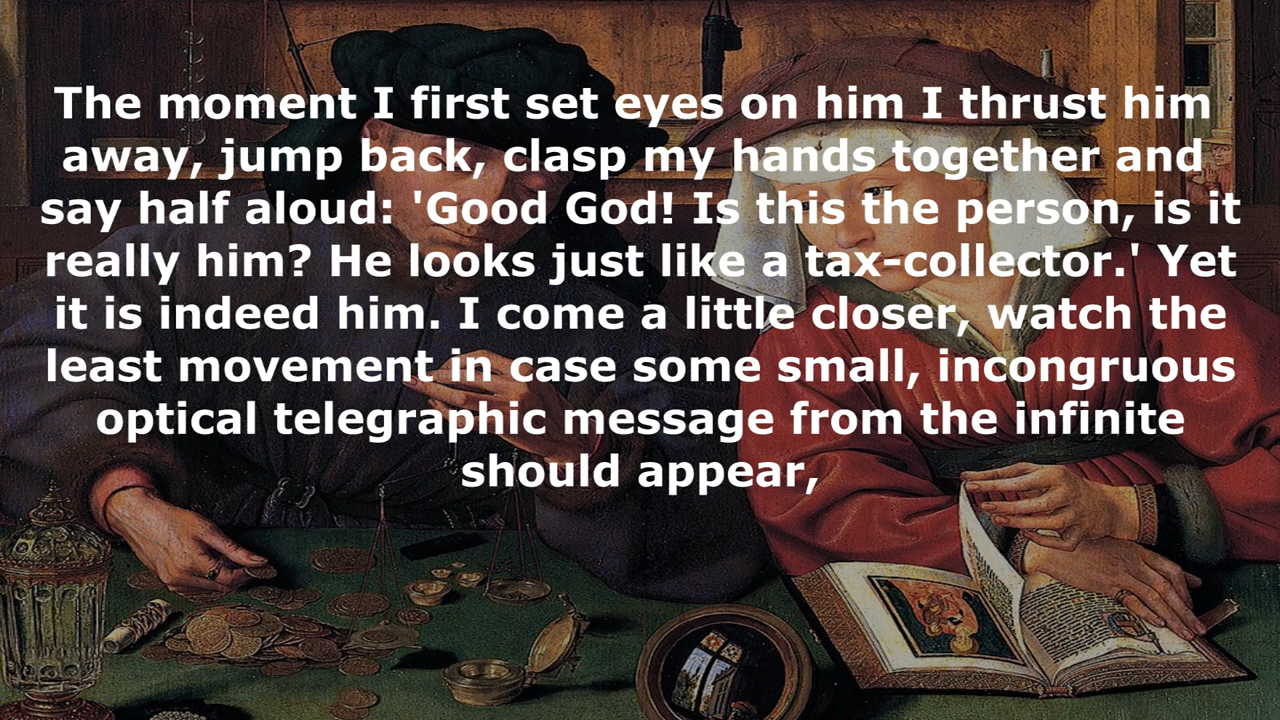 The moment I first set eyes on him I thrust him
away, jump back, clasp my hands together and
say half aloud: 'Good God! Is this the person, is it
really him? He looks just like a tax-collector.' Yet
it is indeed him. I come a little closer, watch the
least movement in case some small, incongruous
optical telegraphic message from the infinite
should appear,